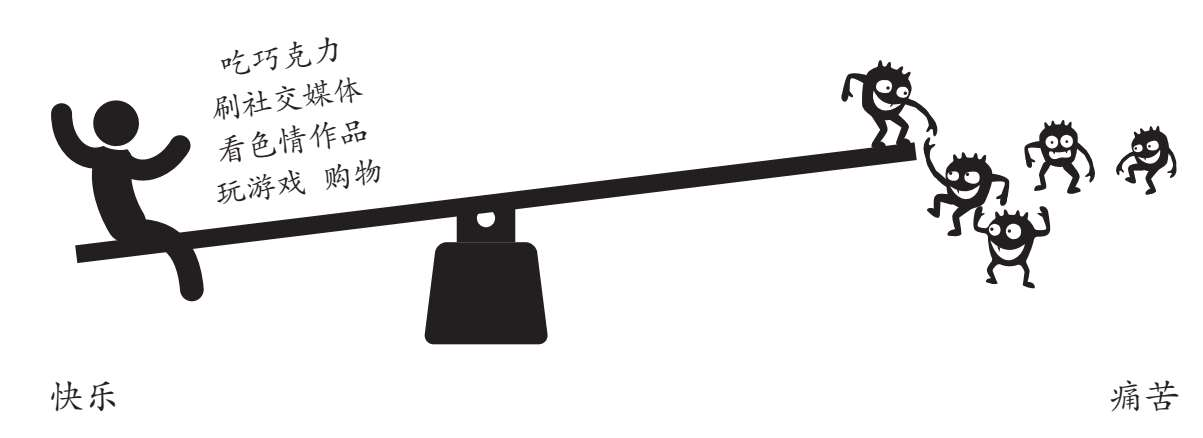 吃巧克力
刷社交媒体
看色情作品
玩游戏 购物
快乐
痛苦